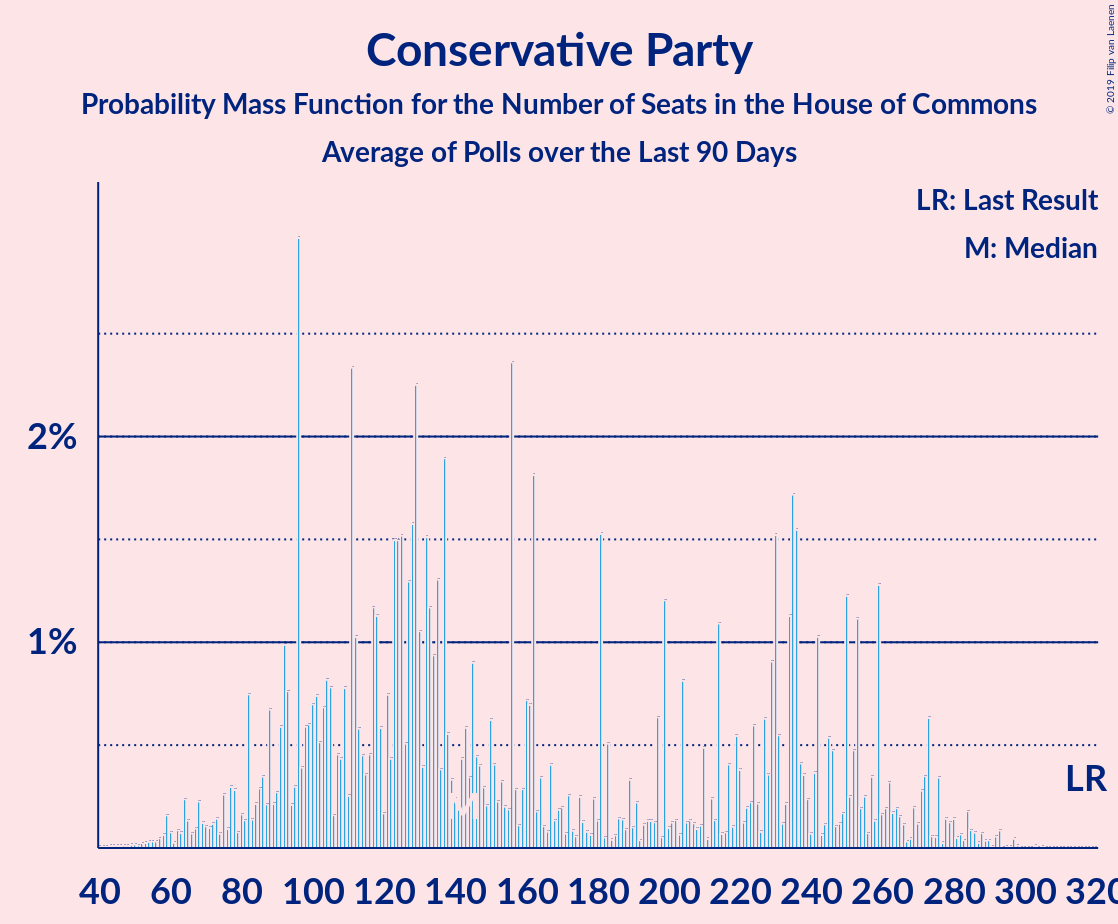 Conservative Party
Probability Mass Function for the Number of Seats in the House of Commons
Average of Polls over the Last 90 Days
© 2019 Filip van Laenen
LR: Last Result
M: Median
2%
1%
LR
M
40 60 80 100 120 140 160 180 200 220 240 260 280 300 320